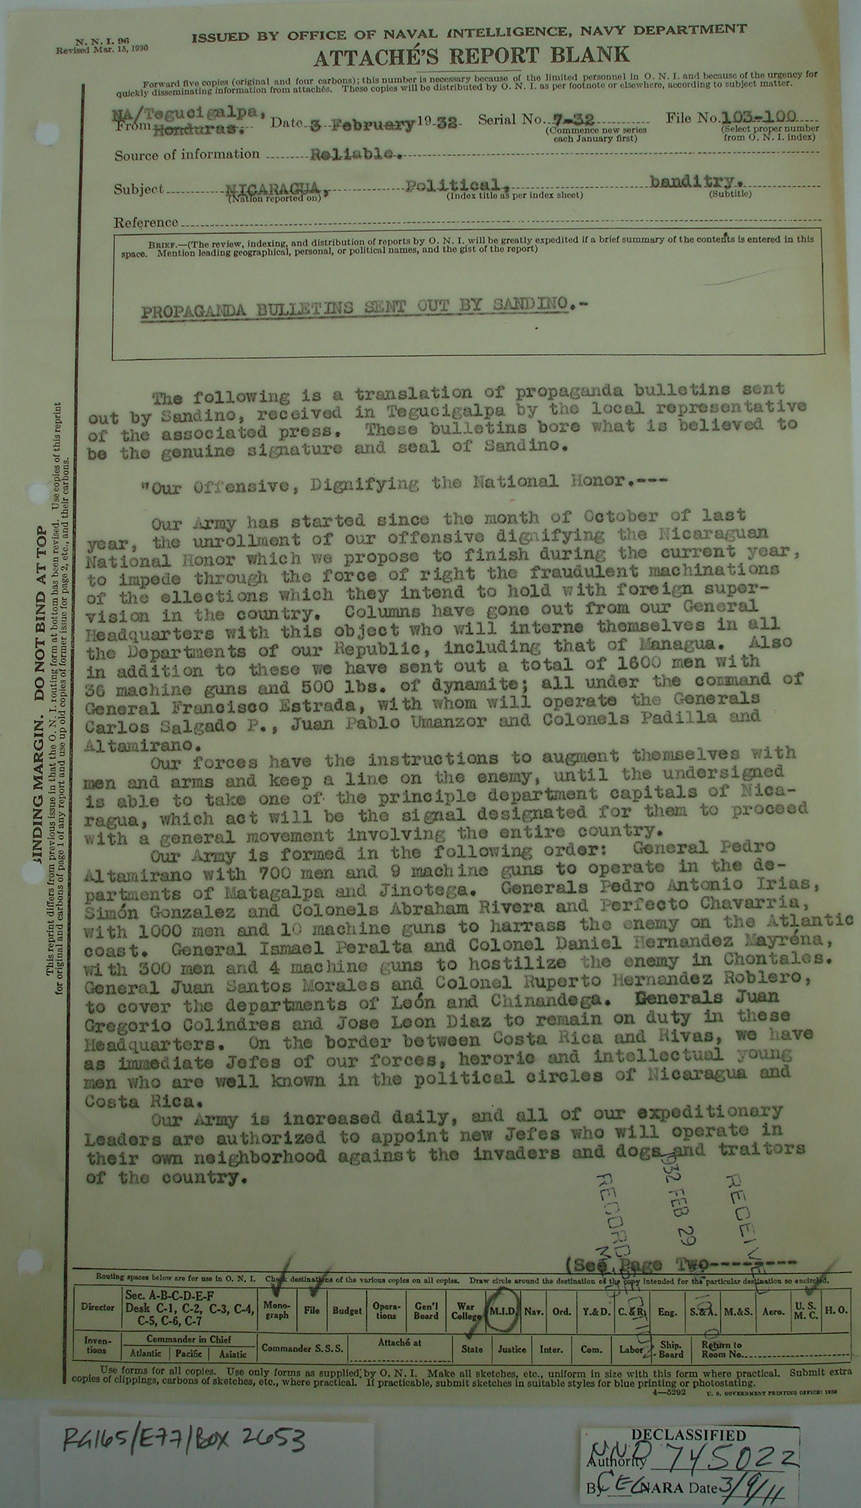 N. N. I. 96
Revised Mar. 15, 1930
ISSUED BY OFFICE OF NAVAL INTELLIGENCE, NAVY DEPARTMENT
ATTACHÉ'S REPORT BLANK
Forward five copies (original and four carbons); this number is necessary because of the limited personnel in O. N. I. and because of the urgency for
quickly disseminating information from attachés. These copies will be distributed by O. N. I. as per footnote or elsewhere, according to subject matter.
NA/Tegucigalpa,
From Honduras. Date 3 February 1932 Serial No. 7-32 File No. 103-100
(Commence new series each January first) (Select proper number from O. N. I. index)
Source of information Reliable.
Subject NICARAGUA, Political, banditry.
(Nation reported on) (Index title as per index sheet) (Subtitle)
Reference
BRIEF.—(The review, indexing, and distribution of reports by O. N. I. will be greatly expedited if a brief summary of the contents is entered in this
space. Mention leading geographical, personal, or political names, and the gist of the report)
PROPAGANDA BULLETINS SENT OUT BY SANDINO.-
The following is a translation of propaganda bulletins sent
out by Sandino, received in Tegucigalpa by the local representative
of the associated press. These bulletins bore what is believed to
be the genuine signature and seal of Sandino.
"Our Offensive, Dignifying the National Honor.---
Our Army has started since the month of October of last
year, the unrollment of our offensive dignifying the Nicaraguan
National Honor which we propose to finish during the current year,
to impede through the force of right the fraudulent machinations
of the ellections which they intend to hold with foreign super-
vision in the country. Columns have gone out from our General
Headquarters with this object who will interne themselves in all
the Departments of our Republic, including that of Managua. Also
in addition to these we have sent out a total of 1600 men with
36 machine guns and 500 lbs. of dynamite; all under the command of
General Francisco Estrada, with whom will operate the Generals
Carlos Salgado P., Juan Pablo Umanzor and Colonels Padilla and
Altamirano.
Our forces have the instructions to augment themselves with
men and arms and keep a line on the enemy, until the undersigned
is able to take one of the principle department capitals of Nica-
ragua, which act will be the signal designated for them to proceed
with a general movement involving the entire country.
Our Army is formed in the following order: General Pedro
Altamirano with 700 men and 9 machine guns to operate in the de-
partments of Matagalpa and Jinotega. Generals Pedro Antonio Irias,
Simón Gonzalez and Colonels Abraham Rivera and Perfecto Chavarria,
with 1000 men and 10 machine guns to harrass the enemy on the Atlantic
coast. General Ismael Peralta and Colonel Daniel Hernandez Mayréna,
with 300 men and 4 machine guns to hostilize the enemy in Chontales.
General Juan Santos Morales and Colonel Ruperto Hernandez Roblero,
to cover the departments of León and Chinandega. Generals Juan
Gregorio Colindres and Jose Leon Diaz to remain on duty in these
Headquarters. On the border between Costa Rica and Rivas, we have
as immediate Jefes of our forces, heroric and intellectual young
men who are well known in the political circles of Nicaragua and
Costa Rica.
Our Army is increased daily, and all of our expeditionary
Leaders are authorized to appoint new Jefes who will operate in
their own neighborhood against the invaders and dogs and traitors
of the country.
(See Page Two--------
1932 FEB 29
RECEIVED
BINDING MARGIN. DO NOT BIND AT TOP
This reprint differs from previous issue in that the O. N. I. routing form at bottom has been revised. Use copies of this reprint
for original and carbons of page 1 of any report and use up old copies of former issue for page 2, etc., and their carbons.
Routing spaces below are for use in O. N. I. Check destinations of the various copies on all copies. Draw circle around the destination of the copy intended for the particular destination so encircled.
Director Sec. A-B-C-D-E-F Desk C-1, C-2, C-3, C-4, C-5, C-6, C-7 Monograph File Budget Operations Gen'l Board War College M.I.D. Nav. Ord. Y.&D. C.&R. Eng. S.&A. M.&S. Aero. U. S. M. C. H. O.
Inventions Commander in Chief Atlantic Pacific Asiatic Commander S.S.S. Attaché at State Justice Inter. Com. Labor Ship. Board Return to Room No.
Use forms for all copies. Use only forms as supplied by O. N. I. Make all sketches, etc., uniform in size with this form where practical. Submit extra
copies of clippings, carbons of sketches, etc., where practical. If practicable, submit sketches in suitable styles for blue printing or photostating.
4—5292 U. S. GOVERNMENT PRINTING OFFICE: 1930
RG165/E77/BOX 2653
DECLASSIFIED
Authority NND 745022
By CEG NARA Date 3/9/11